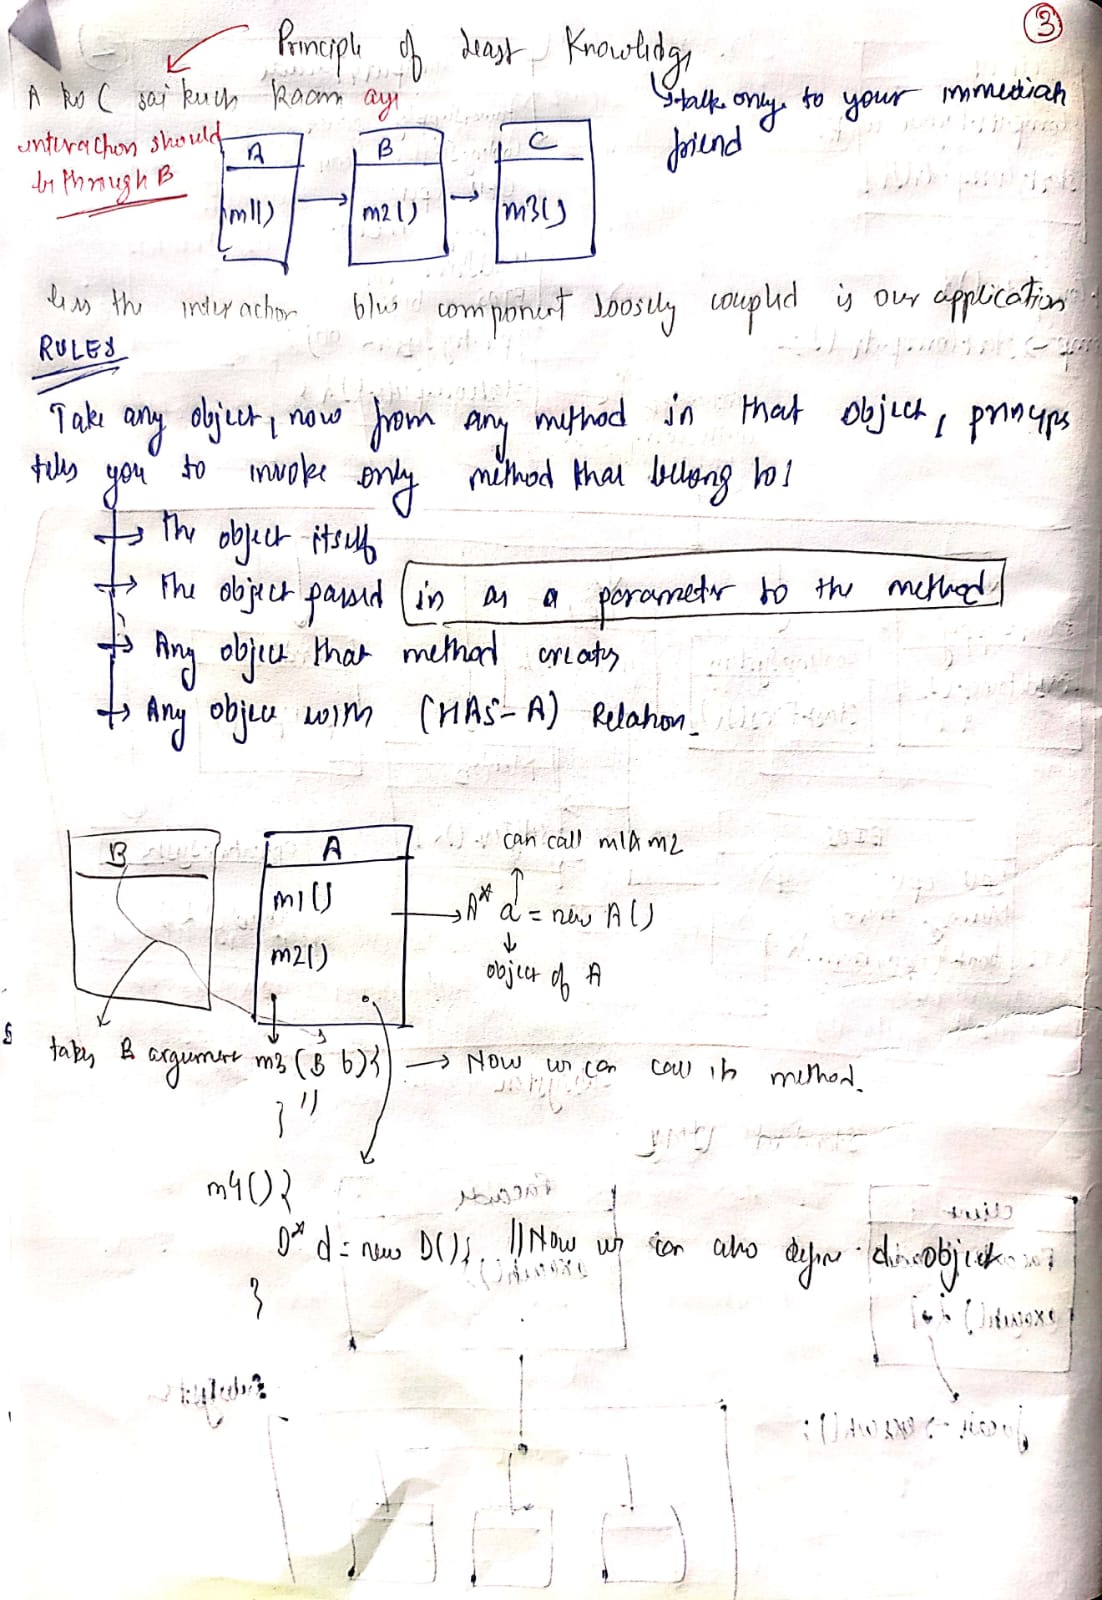 3
Principle of Least Knowledge
↳ talk only to your immediate
friend
A ko C sai kuch kaam aye
interaction should
be through B
A B C
m1() → m2() → m3()
less the interaction b/w component loosely coupled is our application
RULES
Take any object, now from any method in that object, principle
tells you to invoke only method that belong to:
→ The object itself
→ The object passed in as a parameter to the method
→ Any object that method creates
→ Any object with (HAS-A) Relation.
B A
can call m1 & m2
m1()
→ A* a = new A()
m2()
object of A
takes B argument m3 (B b){ → Now we can call its method.
} "
m4(){
D* d = new D(); // Now we can also define d object
}